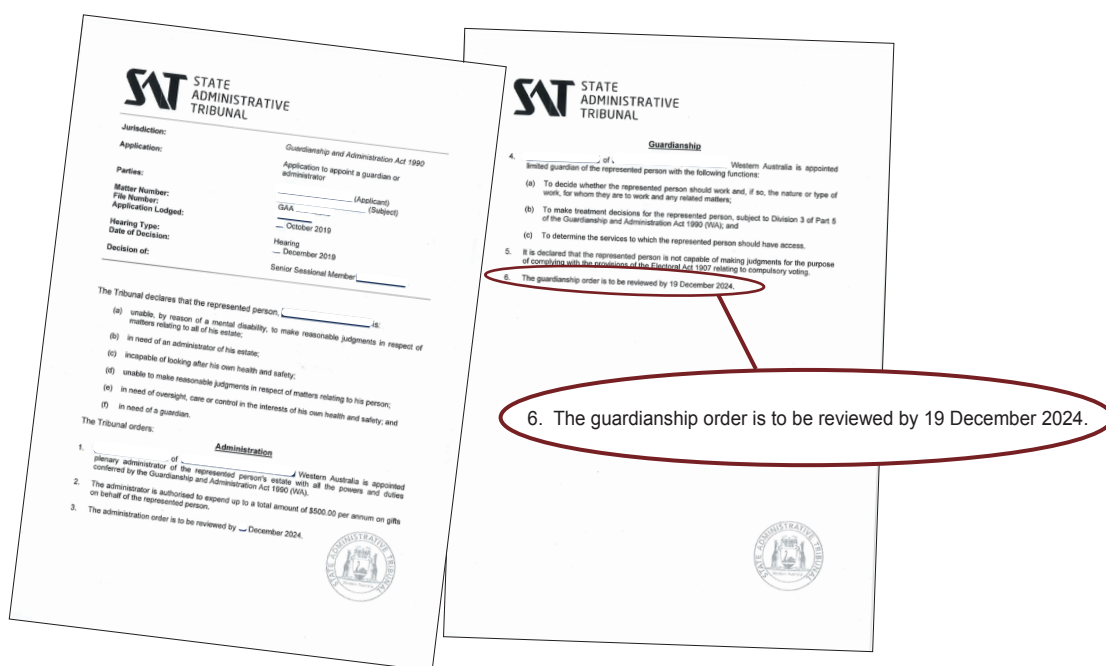 SAT STATE
ADMINISTRATIVE
TRIBUNAL
Jurisdiction:
Guardianship and Administration Act 1990
Application:
Application to appoint a guardian or
administrator
Parties:
(Applicant)
(Subject)
Matter Number:
File Number:
GAA
Application Lodged:
October 2019
Hearing Type:
Hearing
Date of Decision:
December 2019
Decision of:
Senior Sessional Member
The Tribunal declares that the represented person, is:
(a) unable, by reason of a mental disability, to make reasonable judgments in respect of
matters relating to all of his estate;
(b) in need of an administrator of his estate;
(c) incapable of looking after his own health and safety;
(d) unable to make reasonable judgments in respect of matters relating to his person;
(e) in need of oversight, care or control in the interests of his own health and safety; and
(f) in need of a guardian.
The Tribunal orders:
Administration
1. of Western Australia is appointed
plenary administrator of the represented person's estate with all the powers and duties
conferred by the Guardianship and Administration Act 1990 (WA).
2. The administrator is authorised to expend up to a total amount of $500.00 per annum on gifts
on behalf of the represented person.
3. The administration order is to be reviewed by December 2024.
STATE ADMINISTRATIVE TRIBUNAL
SAT STATE
ADMINISTRATIVE
TRIBUNAL
Guardianship
4. of Western Australia is appointed
limited guardian of the represented person with the following functions:
(a) To decide whether the represented person should work and, if so, the nature or type of
work, for whom they are to work and any related matters;
(b) To make treatment decisions for the represented person, subject to Division 3 of Part 5
of the Guardianship and Administration Act 1990 (WA); and
(c) To determine the services to which the represented person should have access.
5. It is declared that the represented person is not capable of making judgments for the purpose
of complying with the provisions of the Electoral Act 1907 relating to compulsory voting.
6. The guardianship order is to be reviewed by 19 December 2024.
6. The guardianship order is to be reviewed by 19 December 2024.
STATE ADMINISTRATIVE TRIBUNAL